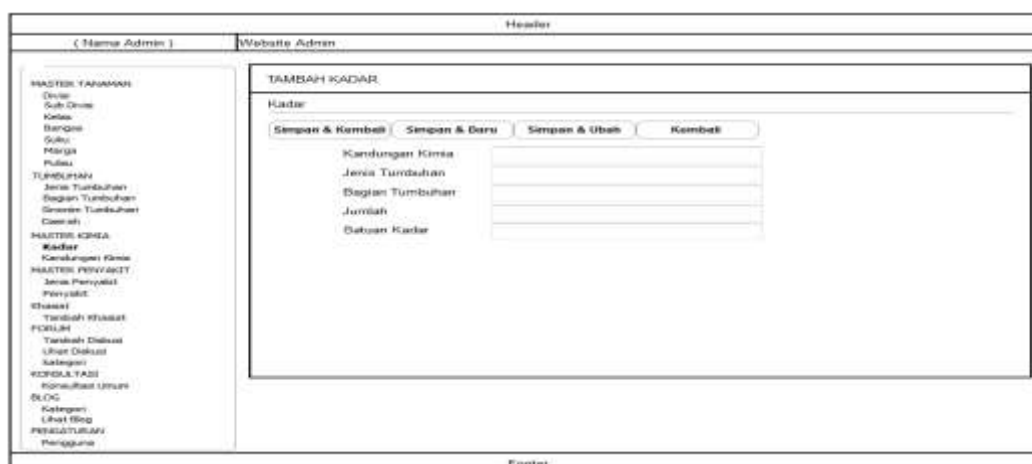 Header
( Nama Admin )
Website Admin
MASTER TANAMAN
Divisi
Sub Divisi
Kelas
Bangsa
Suku
Marga
Pulau
TUMBUHAN
Jenis Tumbuhan
Bagian Tumbuhan
Sinonim Tumbuhan
Daerah
MASTER KIMIA
Kadar
Kandungan Kimia
MASTER PENYAKIT
Jenis Penyakit
Penyakit
Khasiat
Tambah Khasiat
FORUM
Tambah Diskusi
Lihat Diskusi
Kategori
KONSULTASI
Konsultasi Umum
BLOG
Kategori
Lihat Blog
PENGATURAN
Pengguna
TAMBAH KADAR
Kadar
Simpan & Kembali
Simpan & Baru
Simpan & Ubah
Kembali
Kandungan Kimia
Jenis Tumbuhan
Bagian Tumbuhan
Jumlah
Satuan Kadar
Footer